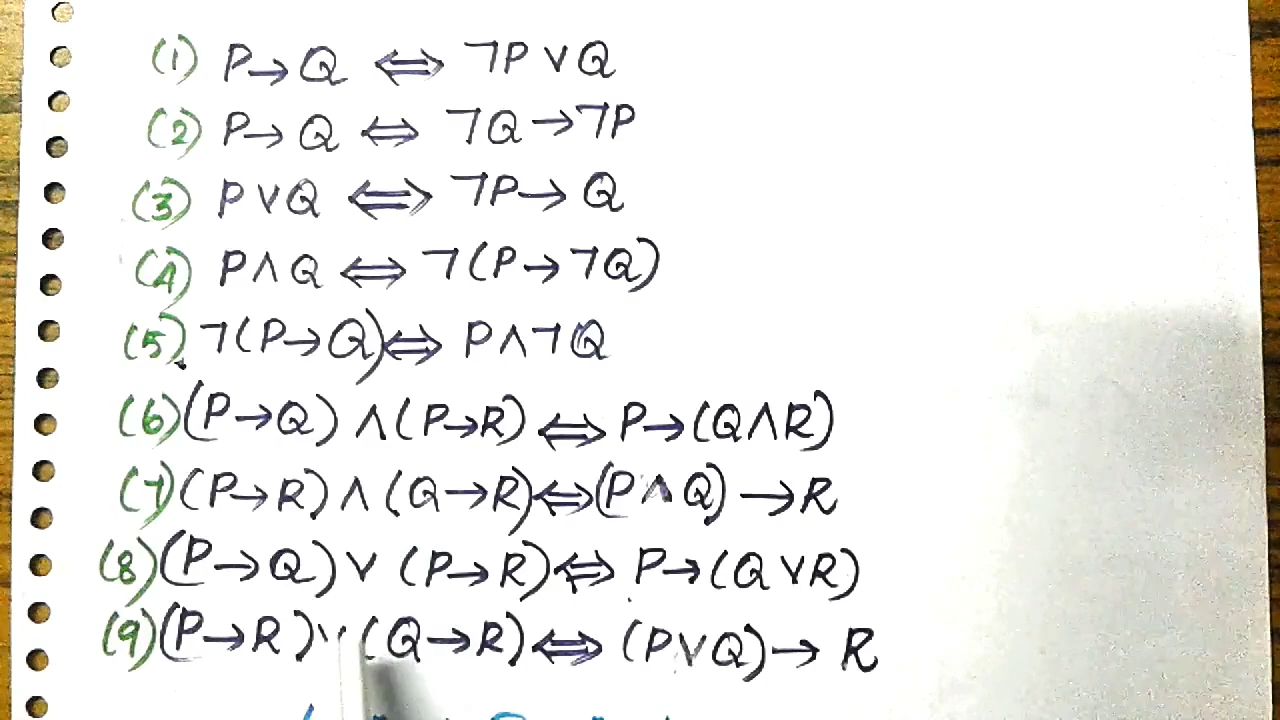 (1) P→Q ⇔ ¬P∨Q
(2) P→Q ⇔ ¬Q→¬P
(3) P∨Q ⇔ ¬P→Q
(4) P∧Q ⇔ ¬(P→¬Q)
(5) ¬(P→Q) ⇔ P∧¬Q
(6) (P→Q) ∧ (P→R) ⇔ P→(Q∧R)
(7) (P→R) ∧ (Q→R) ⇔ (P∧Q)→R
(8) (P→Q) ∨ (P→R) ⇔ P→(Q∨R)
(9) (P→R) ∨ (Q→R) ⇔ (P∨Q)→R